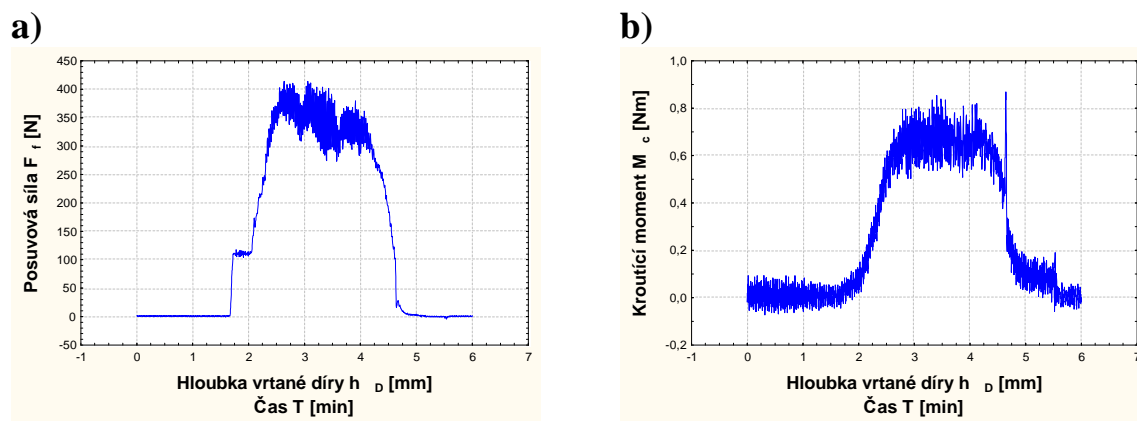 a)
450
400
350
300
250
200
150
100
50
0
-50
-1 0 1 2 3 4 5 6 7
Posuvová síla F f [N]
Hloubka vrtané díry h D [mm]
Čas T [min]
b)
1,0
0,8
0,6
0,4
0,2
0,0
-0,2
-1 0 1 2 3 4 5 6 7
Kroutící moment M c [Nm]
Hloubka vrtané díry h D [mm]
Čas T [min]